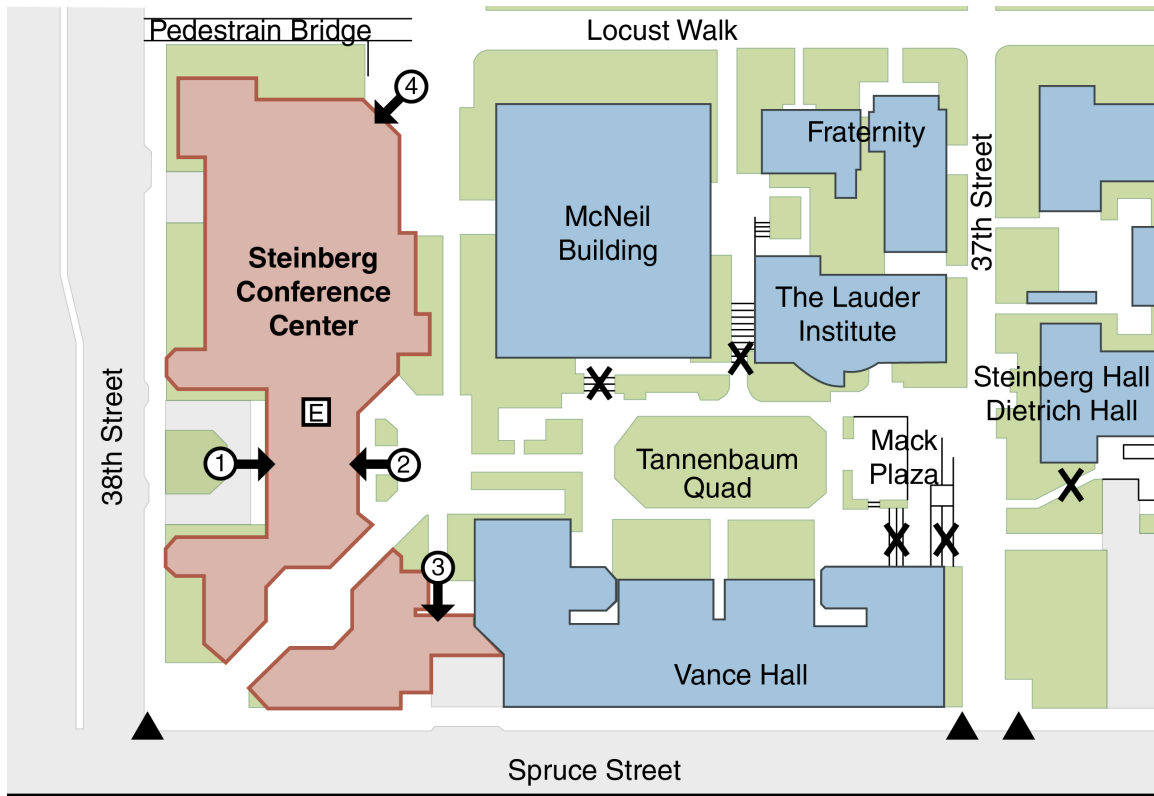 Pedestrain Bridge
Locust Walk
4
Fraternity
37th Street
McNeil
Building
Steinberg
Conference
Center
The Lauder
Institute
Steinberg Hall
Dietrich Hall
38th Street
E
1
2
Mack
Plaza
Tannenbaum
Quad
3
Vance Hall
Spruce Street